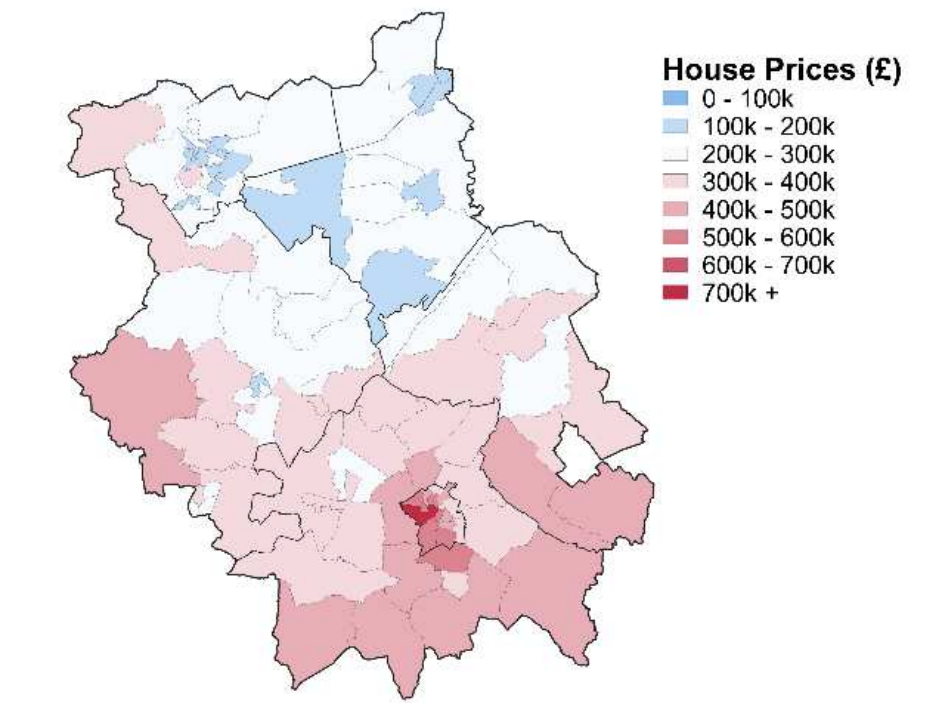 House Prices (£)
0 - 100k
100k - 200k
200k - 300k
300k - 400k
400k - 500k
500k - 600k
600k - 700k
700k +